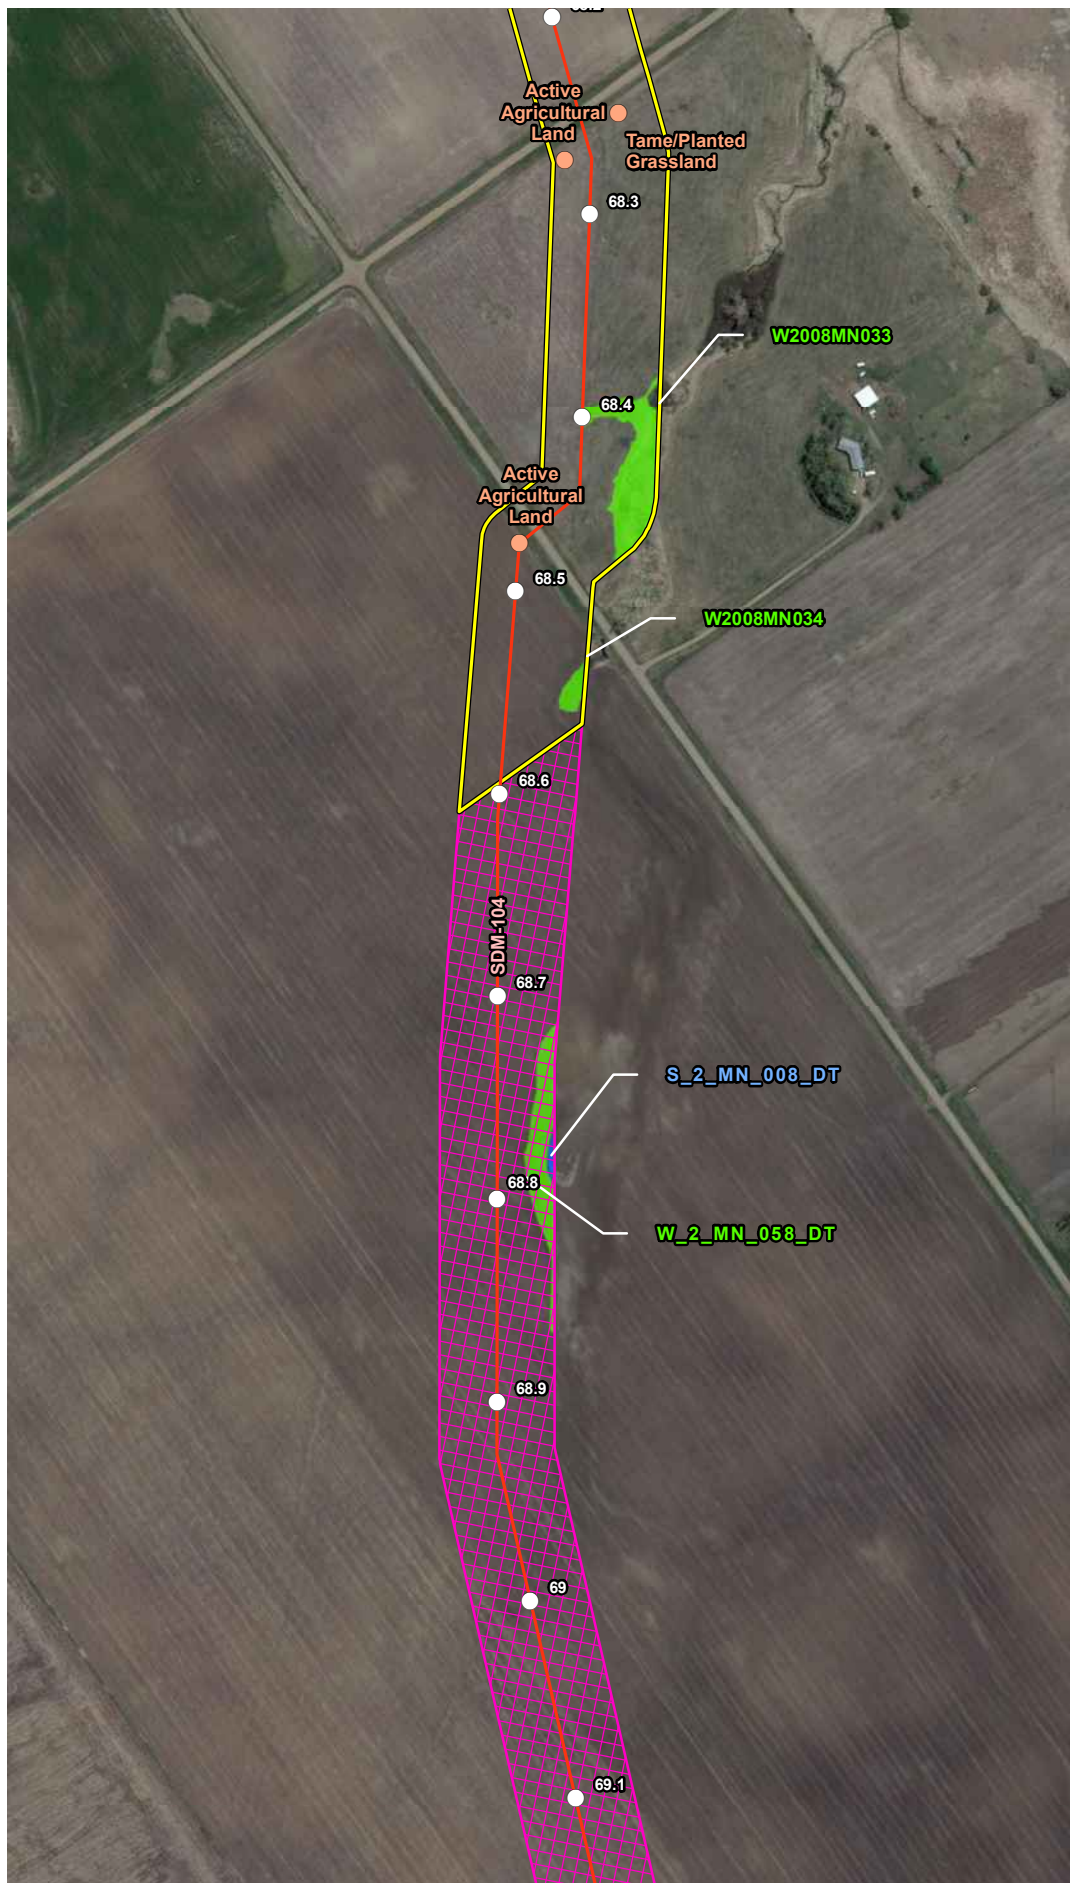 Active
Agricultural
Land
Tame/Planted
Grassland
68.3
W2008MN033
68.4
Active
Agricultural
Land
68.5
W2008MN034
68.6
SDM-104
68.7
S_2_MN_008_DT
68.8
W_2_MN_058_DT
68.9
69
69.1